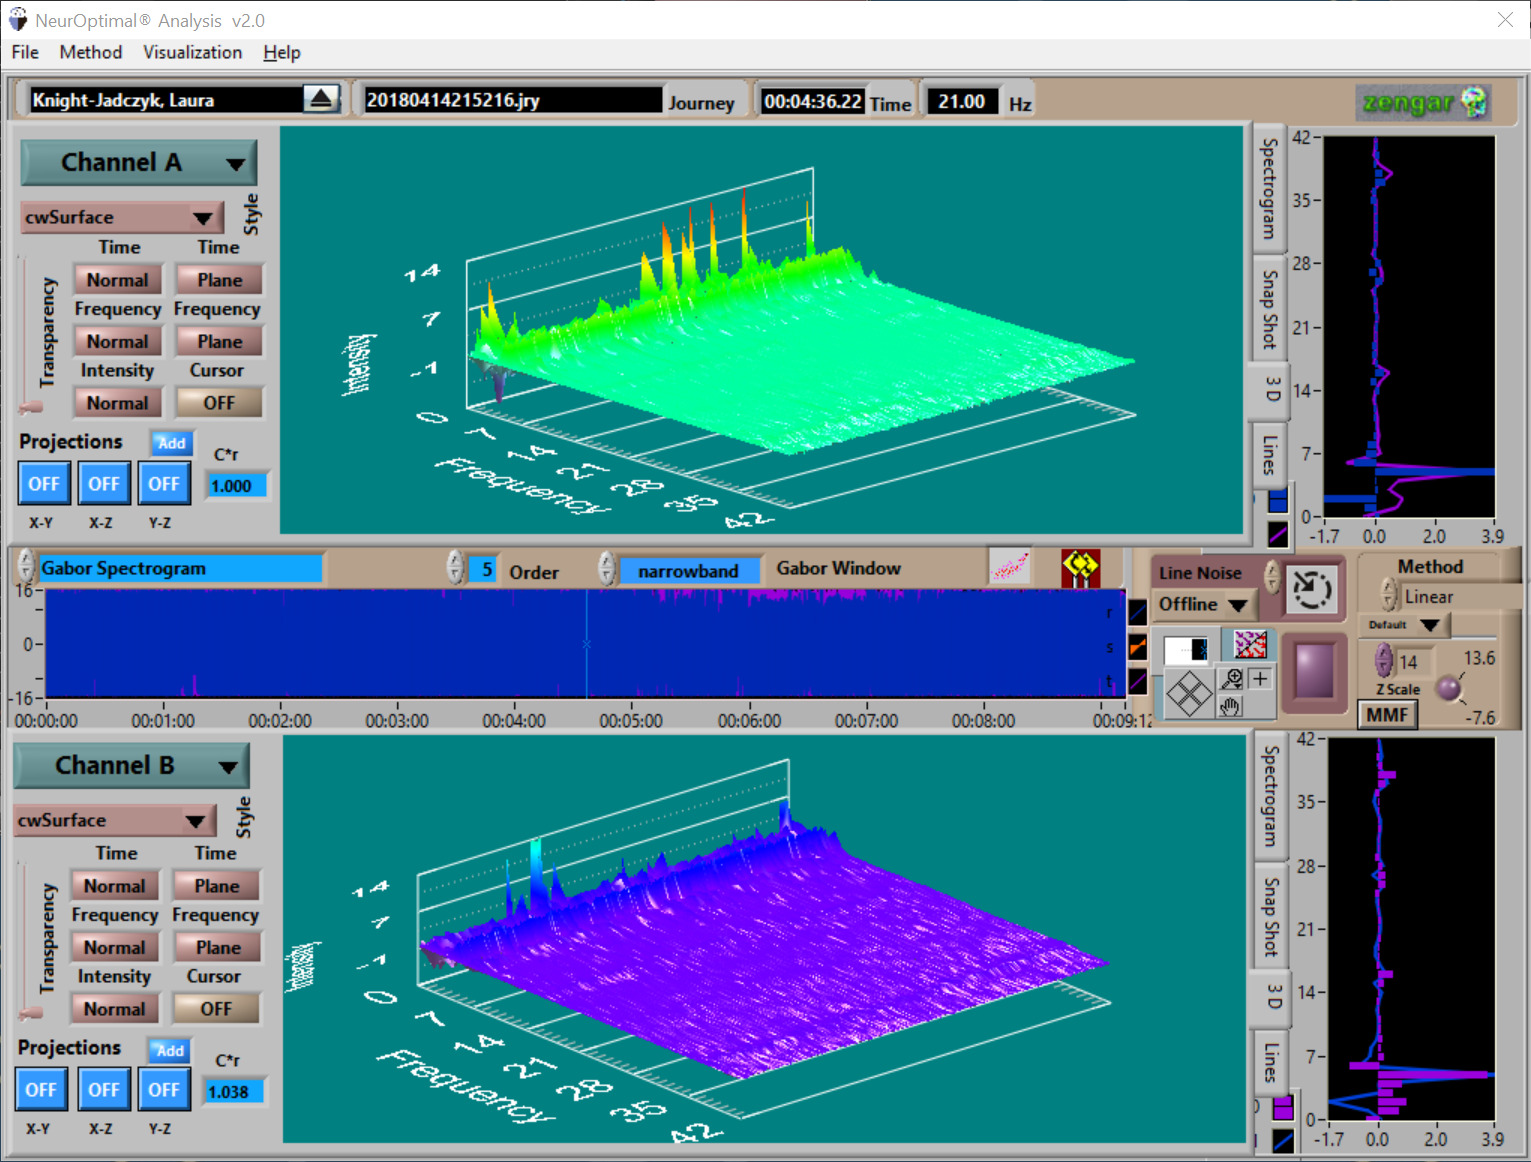 NeurOptimal® Analysis v2.0
File Method Visualization Help
Knight-Jadczyk, Laura 20180414215216.jry Journey 00:04:36.22 Time 21.00 Hz zengar
Channel A
cwSurface
Style
Time Time
Normal Plane
Frequency Frequency
Normal Plane
Intensity Cursor
Normal OFF
Transparency
Projections Add C*r
OFF OFF OFF 1.000
X-Y X-Z Y-Z
Intensity
14
7
-1
0 7 14 21 28 35 42
Frequency
Spectrogram
Snap Shot
3 D
Lines
42
35
28
21
14
7
0
-1.7 0.0 2.0 3.9
Gabor Spectrogram 5 Order narrowband Gabor Window
16
0
-16
r
s
t
00:00:00 00:01:00 00:02:00 00:03:00 00:04:00 00:05:00 00:06:00 00:07:00 00:08:00 00:09:12
Line Noise
Offline
Method
Linear
Default
14 13.6
Z Scale
MMF -7.6
Channel B
cwSurface
Style
Time Time
Normal Plane
Frequency Frequency
Normal Plane
Intensity Cursor
Normal OFF
Transparency
Projections Add C*r
OFF OFF OFF 1.038
X-Y X-Z Y-Z
Intensity
14
7
-1
0 7 14 21 28 35 42
Frequency
Spectrogram
Snap Shot
3 D
Lines
42
35
28
21
14
7
0
-1.7 0.0 2.0 3.9